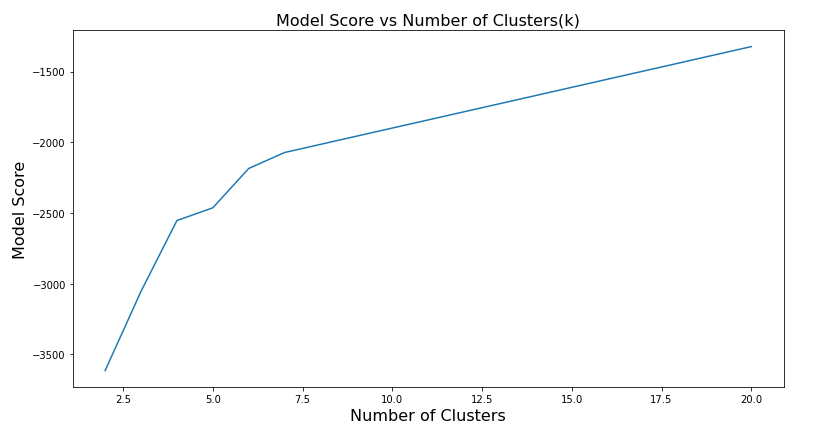 Model Score vs Number of Clusters(k)
Model Score
−1500
−2000
−2500
−3000
−3500
2.5 5.0 7.5 10.0 12.5 15.0 17.5 20.0
Number of Clusters